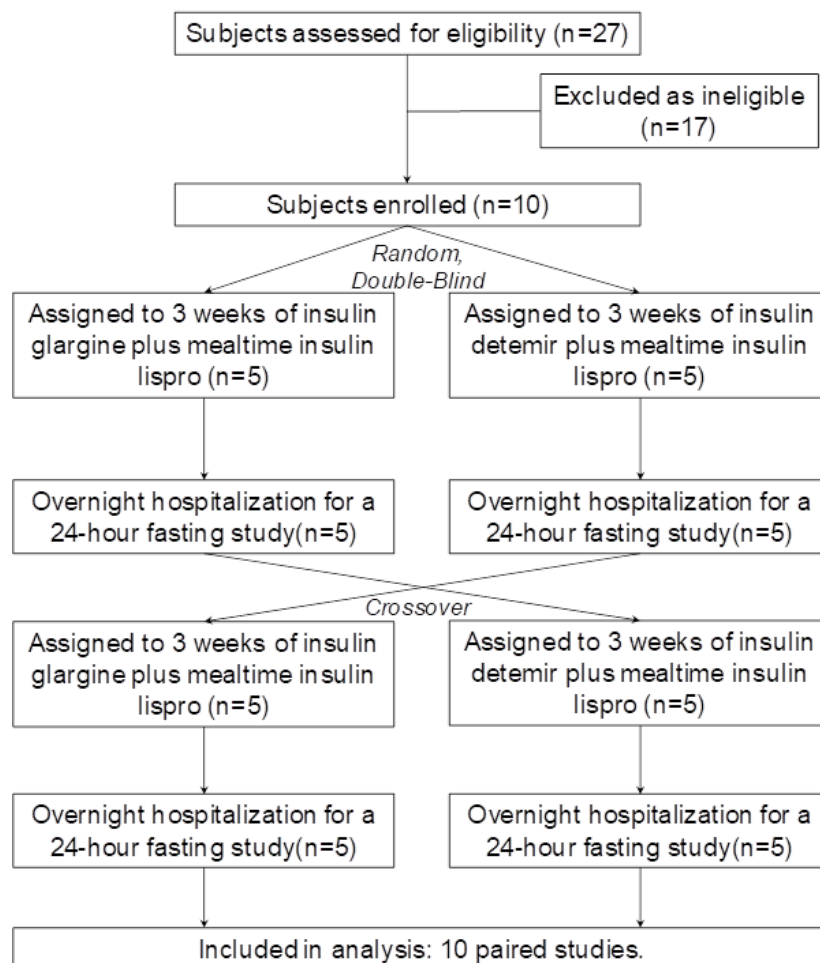 Subjects assessed for eligibility (n=27)
Excluded as ineligible
(n=17)
Subjects enrolled (n=10)
Random,
Double-Blind
Assigned to 3 weeks of insulin
glargine plus mealtime insulin
lispro (n=5)
Assigned to 3 weeks of insulin
detemir plus mealtime insulin
lispro (n=5)
Overnight hospitalization for a
24-hour fasting study(n=5)
Overnight hospitalization for a
24-hour fasting study(n=5)
Crossover
Assigned to 3 weeks of insulin
glargine plus mealtime insulin
lispro (n=5)
Assigned to 3 weeks of insulin
detemir plus mealtime insulin
lispro (n=5)
Overnight hospitalization for a
24-hour fasting study(n=5)
Overnight hospitalization for a
24-hour fasting study(n=5)
Included in analysis: 10 paired studies.